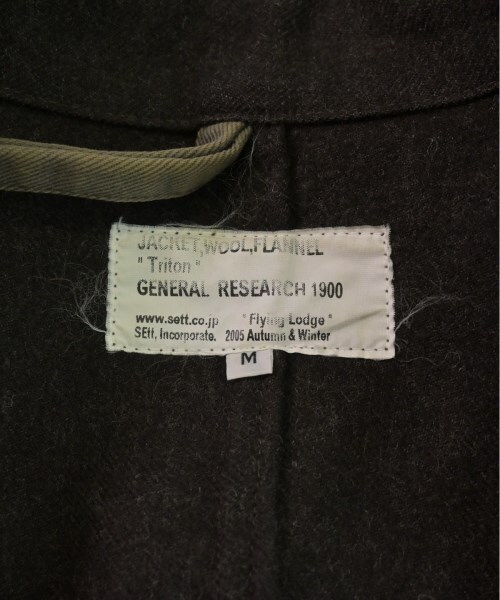 JACKET,WOOL,FLANNEL
" Triton "
GENERAL RESEARCH 1900
www.sett.co.jp " Flying Lodge "
SEtt, Incorporate. 2005 Autumn & Winter
M